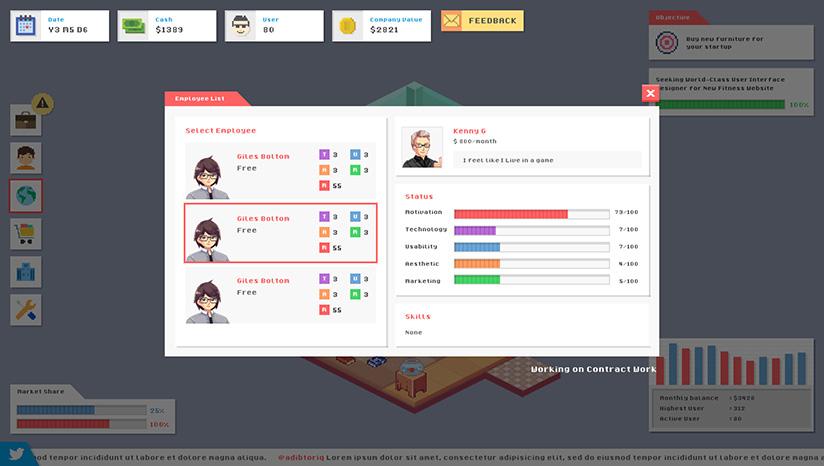 Date
Y3 M5 D6
Cash
$1389
User
80
Company Value
$2821
FEEDBACK
Objective
Buy new furniture for
your startup
Seeking World-Class User Interface
Designer for New Fitness Website
100%
Employee List
Select Employee
Giles Bolton
Free
T 3 U 3
A 3 M 3
M 55
Giles Bolton
Free
T 3 U 3
A 3 M 3
M 55
Giles Bolton
Free
T 3 U 3
A 3 M 3
M 55
Kenny G
$ 800/month
I feel like I Live in a game
Status
Motivation 73/100
Technology 7/100
Usability 7/100
Aesthetic 4/100
Marketing 5/100
Skills
None
Working on Contract Work
Market Share
25%
100%
Monthly balance : $3428
Highest User : 312
Active User : 80
mod tempor incididunt ut labore et dolore magna aliqua. @adibtoriq Lorem ipsum dolor sit amet, consectetur adipisicing elit, sed do eiusmod tempor incididunt ut labore et dolore magna a